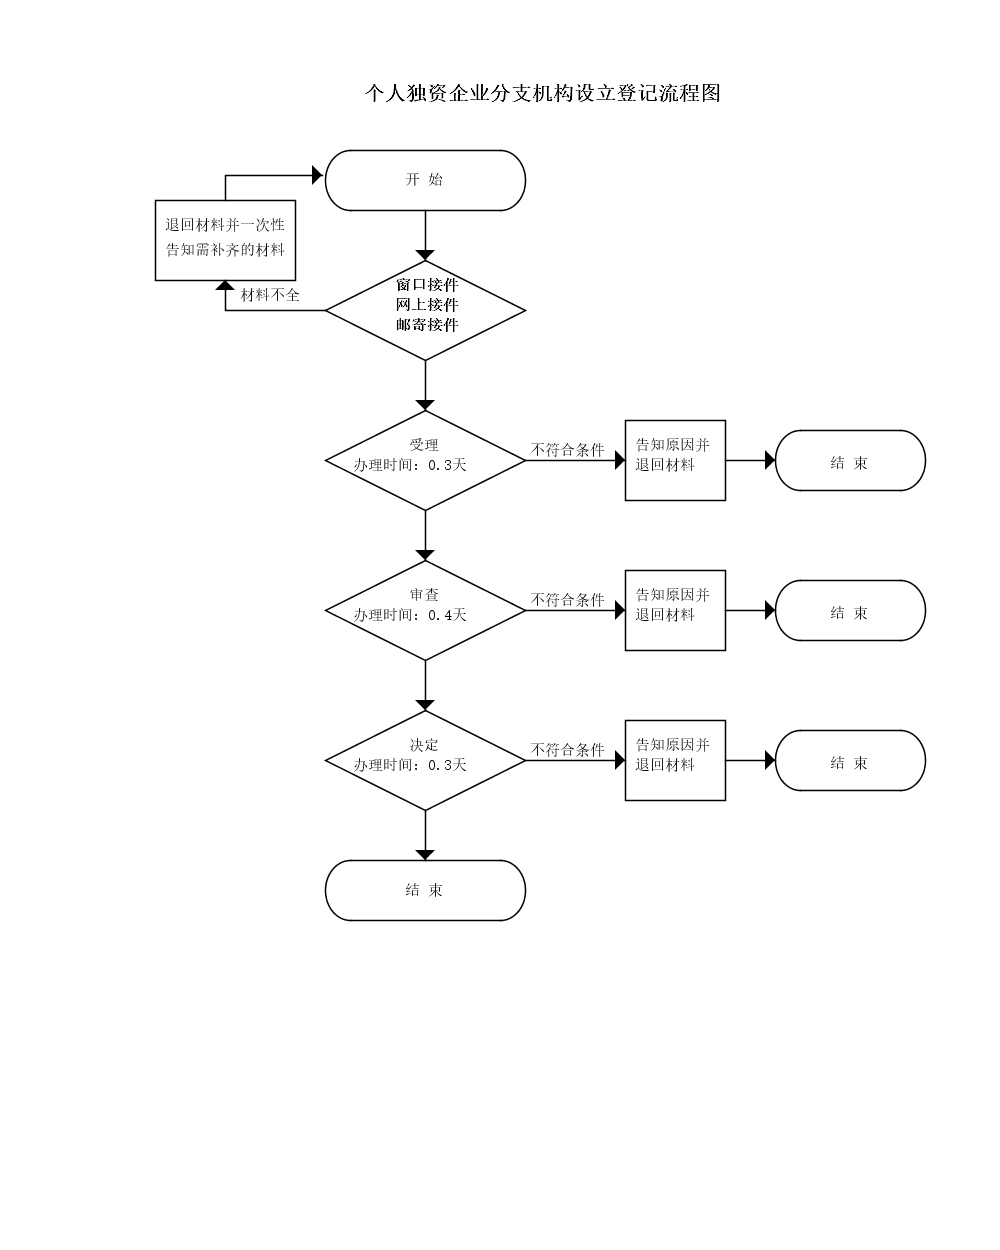 个人独资企业分支机构设立登记流程图
开 始
退回材料并一次性
告知需补齐的材料
材料不全
窗口接件
网上接件
邮寄接件
受理
办理时间：0.3天
不符合条件
告知原因并
退回材料
结 束
审查
办理时间：0.4天
不符合条件
告知原因并
退回材料
结 束
决定
办理时间：0.3天
不符合条件
告知原因并
退回材料
结 束
结 束